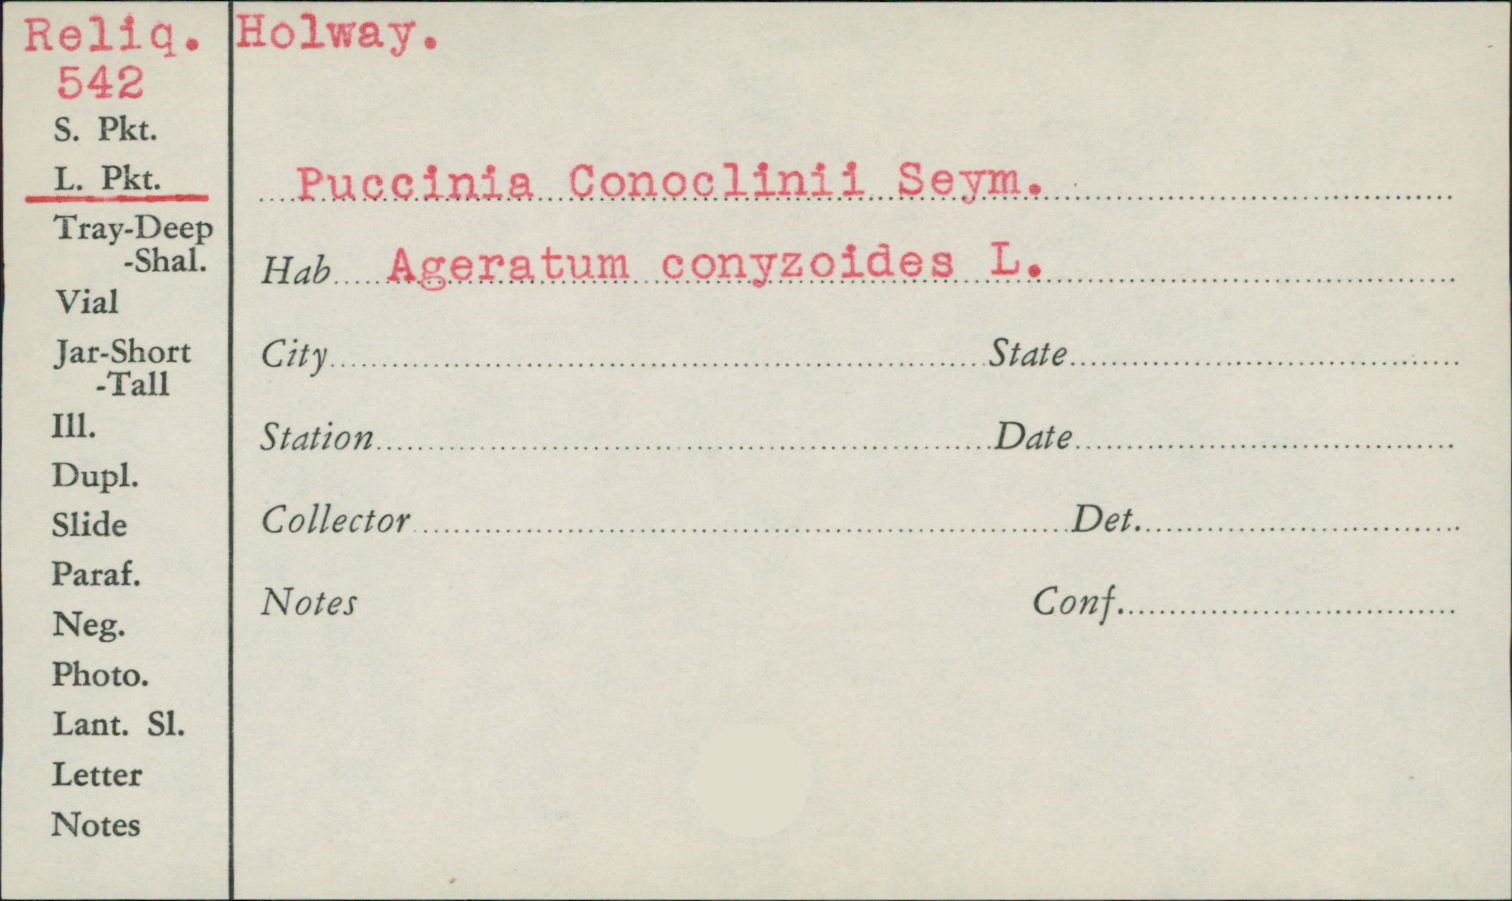 Reliq. Holway.
542
S. Pkt.
L. Pkt.
Tray-Deep
-Shal.
Vial
Jar-Short
-Tall
Ill.
Dupl.
Slide
Paraf.
Neg.
Photo.
Lant. Sl.
Letter
Notes
Puccinia Conoclinii Seym.
Hab Ageratum conyzoides L.
City State
Station Date
Collector Det.
Notes Conf.